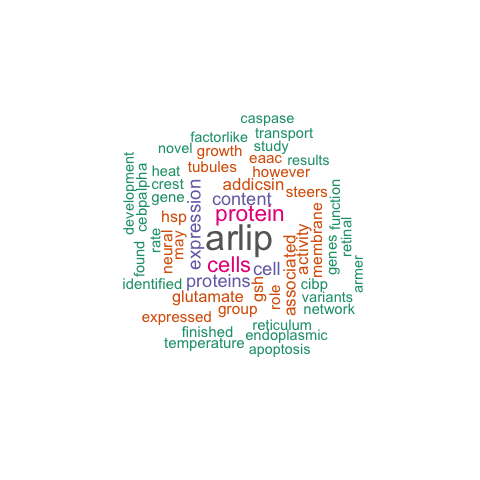 caspase
factorlike
transport
novel
growth
study
eaac
results
tubules
however
heat
crest
addicsin
steers
gene
content
development
cebpalpha
expression
protein
hsp
arlip
neural
may
rate
found
cells
cell
associated
activity
membrane
genes
function
retinal
armer
identified
proteins
gsh
role
cibp
variants
glutamate
group
network
expressed
finished
reticulum
endoplasmic
temperature
apoptosis